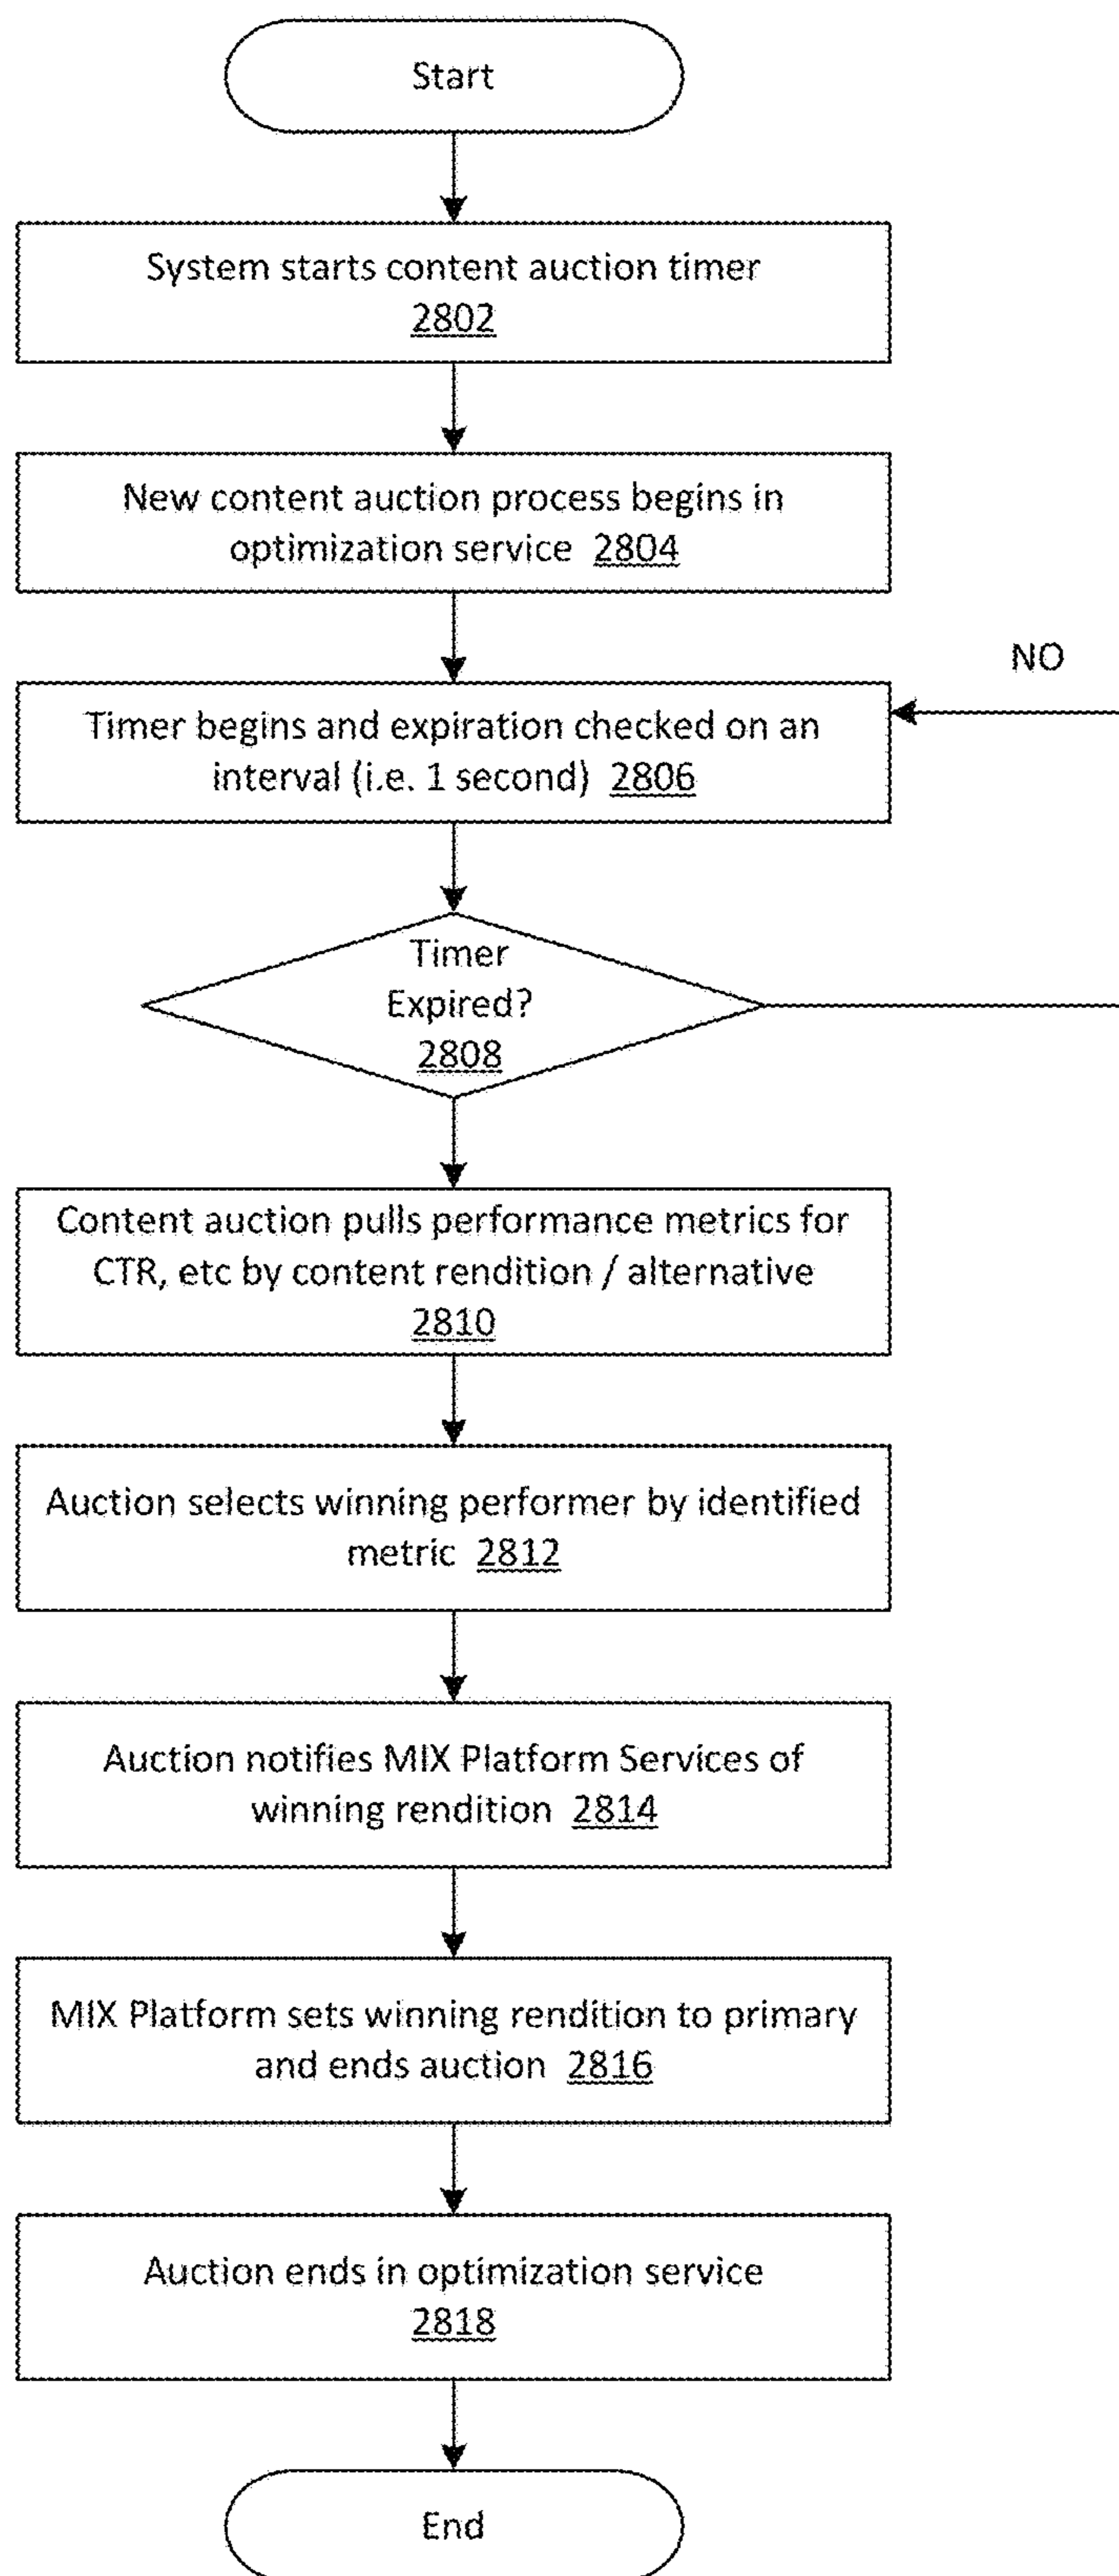 Start
System starts content auction timer
2802
New content auction process begins in
optimization service 2804
NO
Timer begins and expiration checked on an
interval (i.e. 1 second) 2806
Timer
Expired?
2808
Content auction pulls performance metrics for
CTR, etc by content rendition / alternative
2810
Auction selects winning performer by identified
metric 2812
Auction notifies MIX Platform Services of
winning rendition 2814
MIX Platform sets winning rendition to primary
and ends auction 2816
Auction ends in optimization service
2818
End